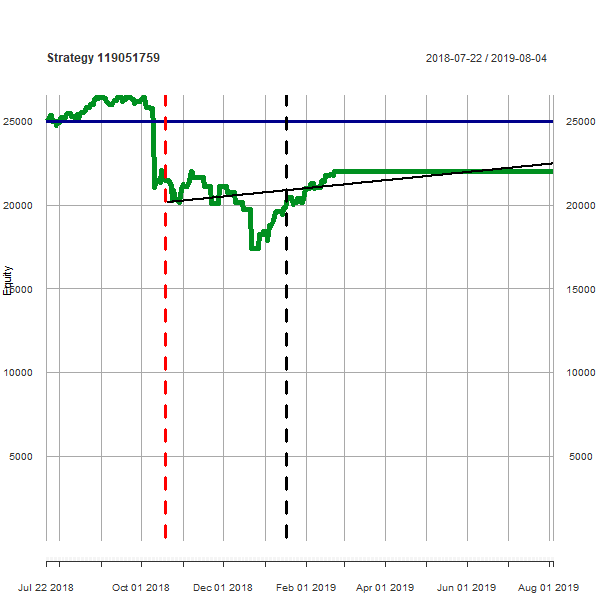 Strategy 119051759
2018-07-22 / 2019-08-04
25000
25000
20000
20000
Equity
15000
15000
10000
10000
5000
5000
Jul 22 2018
Oct 01 2018
Dec 01 2018
Feb 01 2019
Apr 01 2019
Jun 01 2019
Aug 01 2019